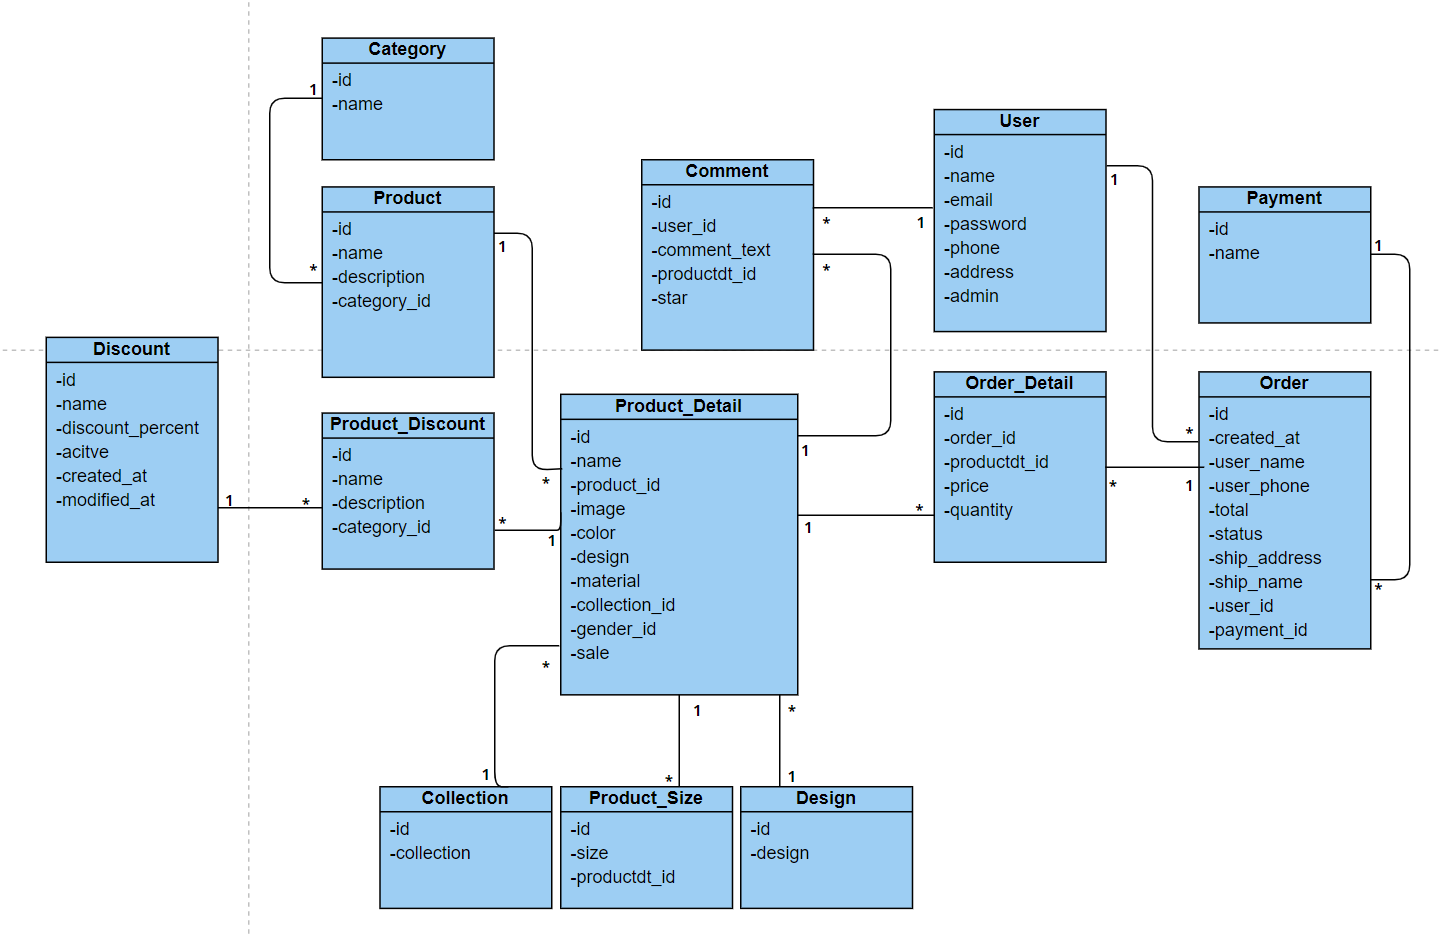 Category
-id
-name
1
*
Product
-id
-name
-description
-category_id
1
Comment
-id
-user_id
-comment_text
-productdt_id
-star
*
*
1
User
-id
-name
-email
-password
-phone
-address
-admin
1
Payment
-id
-name
1
Discount
-id
-name
-discount_percent
-acitve
-created_at
-modified_at
1
*
Product_Discount
-id
-name
-description
-category_id
*
1
*
Product_Detail
-id
-name
-product_id
-image
-color
-design
-material
-collection_id
-gender_id
-sale
1
1
*
Order_Detail
-id
-order_id
-productdt_id
-price
-quantity
*
1
*
Order
-id
-created_at
-user_name
-user_phone
-total
-status
-ship_address
-ship_name
-user_id
-payment_id
*
*
1
*
1
*
1
Collection
-id
-collection
Product_Size
-id
-size
-productdt_id
Design
-id
-design